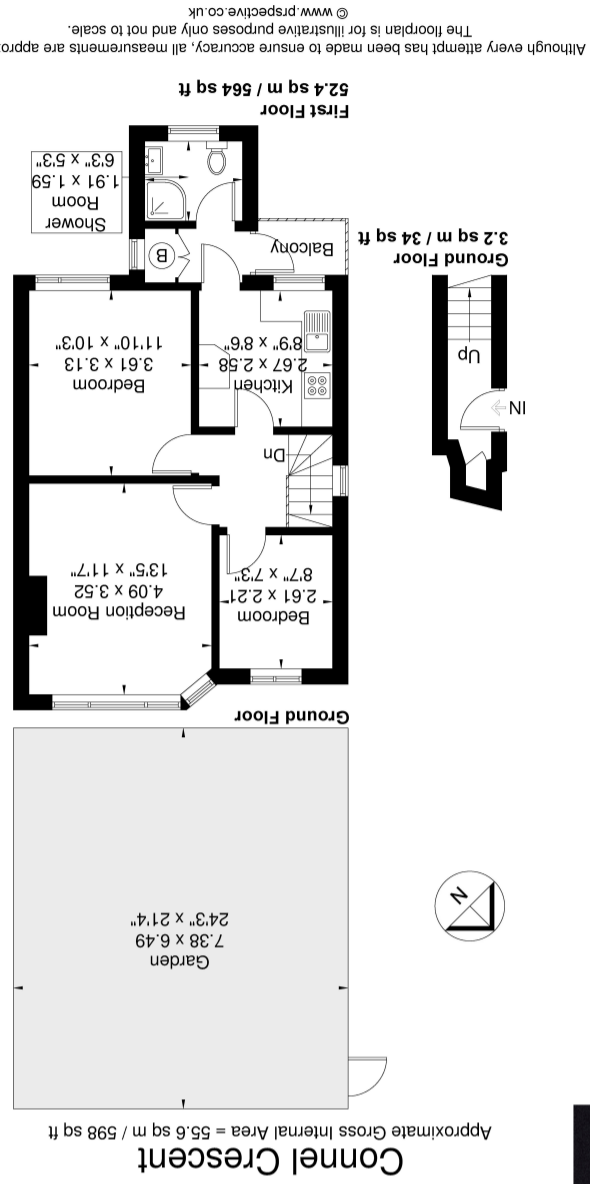 Connel Crescent
Approximate Gross Internal Area = 55.6 sq m / 598 sq ft
Garden
7.38 x 6.49
24'3" x 21'4"
N
Ground Floor
Bedroom
2.61 x 2.21
8'7" x 7'3"
Reception Room
4.09 x 3.52
13'5" x 11'7"
Dn
IN
Up
Ground Floor
3.2 sq m / 34 sq ft
Kitchen
2.67 x 2.58
8'9" x 8'6"
Bedroom
3.61 x 3.13
11'10" x 10'3"
Balcony
B
Shower
Room
1.91 x 1.59
6'3" x 5'3"
First Floor
52.4 sq m / 564 sq ft
Although every attempt has been made to ensure accuracy, all measurements are
The floorplan is for illustrative purposes only and not to scale.
© www.prspective.co.uk